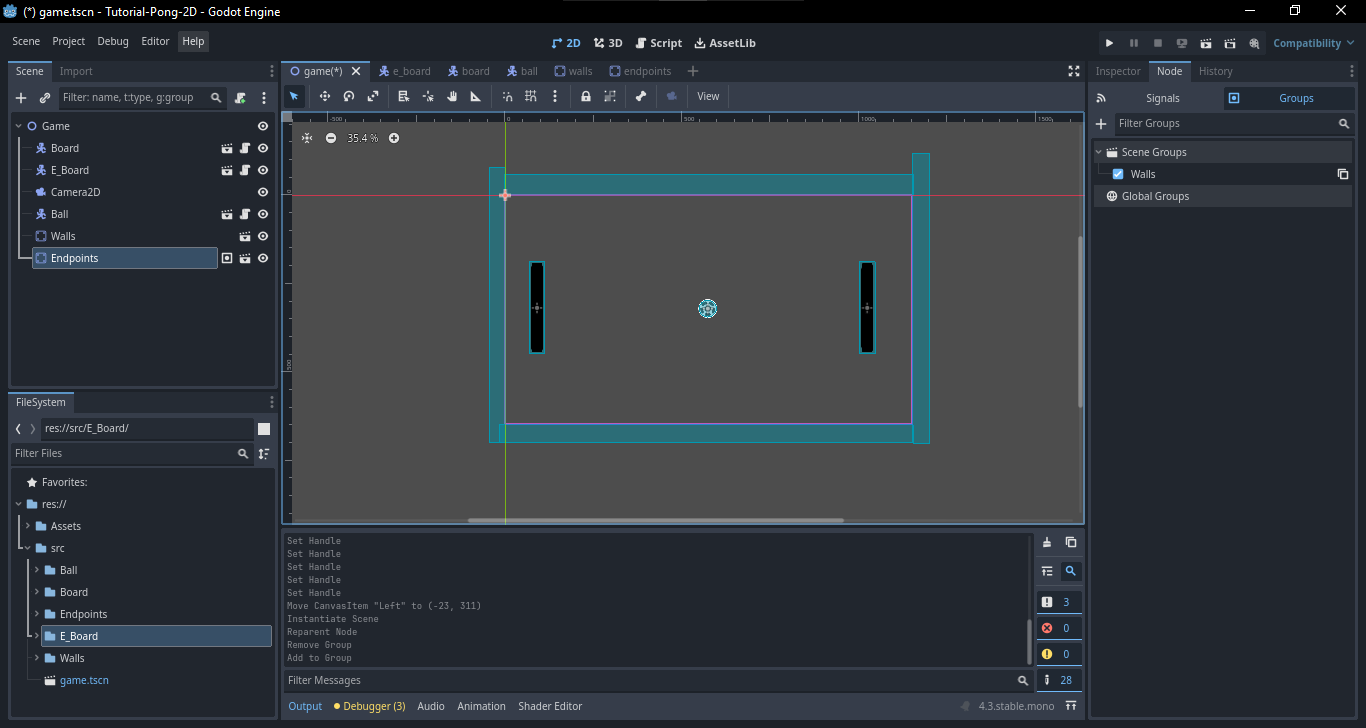 (*) game.tscn - Tutorial-Pong-2D - Godot Engine
Scene Project Debug Editor Help
2D 3D Script AssetLib
Compatibility
Scene Import
Filter: name, t:type, g:group
Game
Board
E_Board
Camera2D
Ball
Walls
Endpoints
FileSystem
res://src/E_Board/
Filter Files
Favorites:
res://
Assets
src
Ball
Board
Endpoints
E_Board
Walls
game.tscn
game(*) e_board board ball walls endpoints
View
-500 0 500 1000 1500
35.4 %
0
500
Set Handle
Set Handle
Set Handle
Set Handle
Set Handle
Move CanvasItem "Left" to (-23, 311)
Instantiate Scene
Reparent Node
Remove Group
Add to Group
Filter Messages
3
0
0
28
Output Debugger (3) Audio Animation Shader Editor
4.3.stable.mono
Inspector Node History
Signals Groups
Filter Groups
Scene Groups
Walls
Global Groups